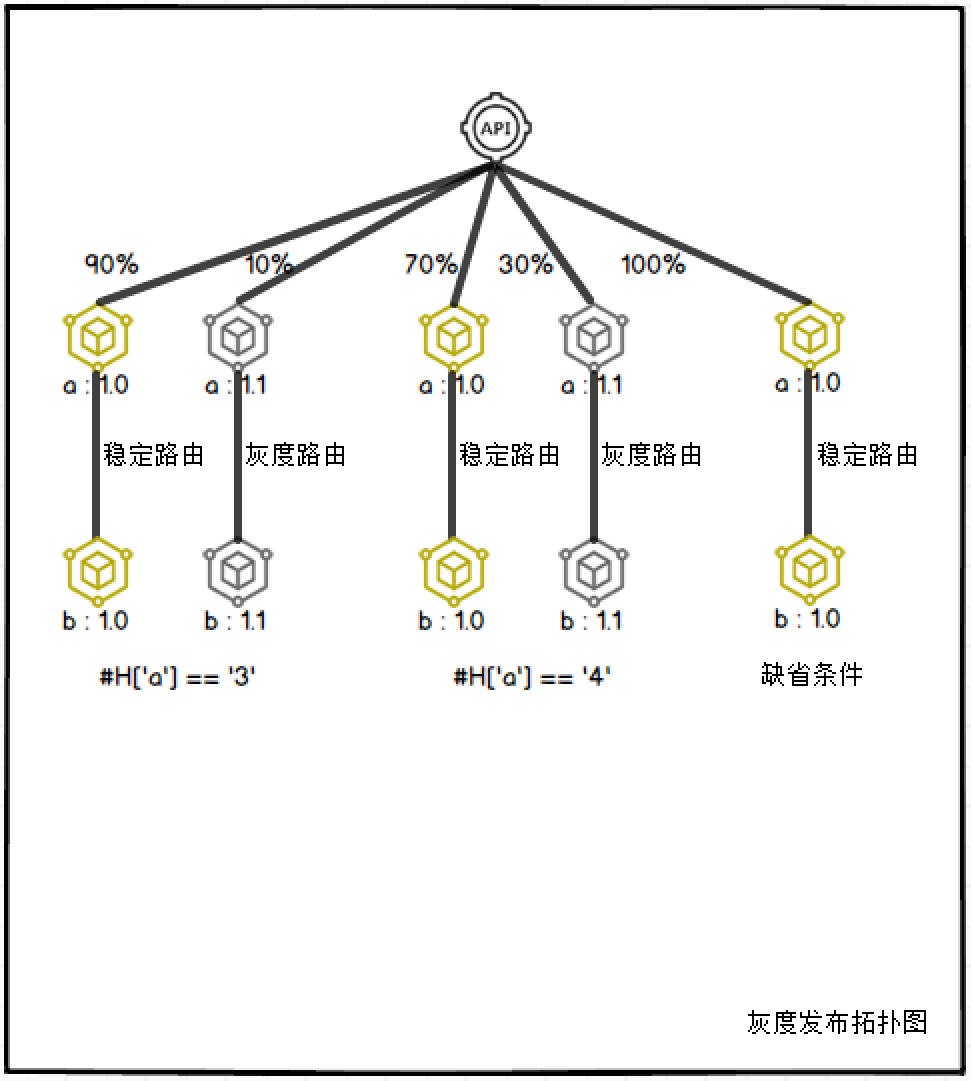 API
90%
10%
70%
30%
100%
a : 1.0
a : 1.1
a : 1.0
a : 1.1
a : 1.0
稳定路由
灰度路由
稳定路由
灰度路由
稳定路由
b : 1.0
b : 1.1
b : 1.0
b : 1.1
b : 1.0
#H['a'] == '3'
#H['a'] == '4'
缺省条件
灰度发布拓扑图